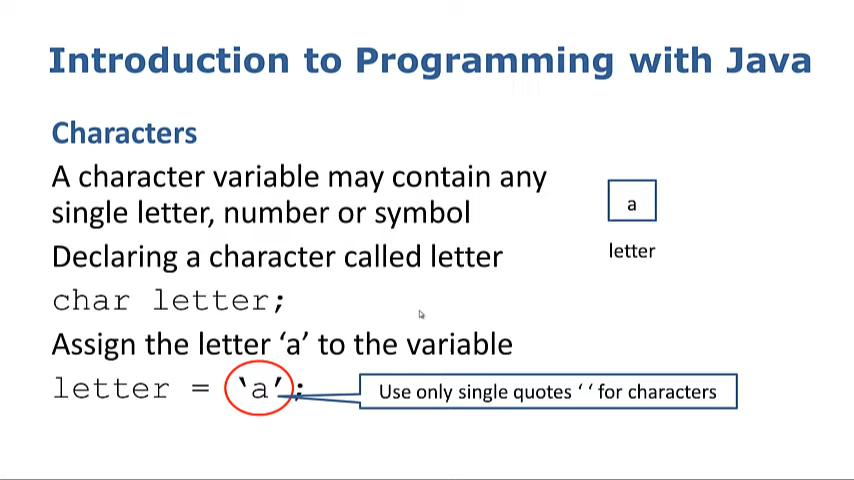 Introduction to Programming with Java
Characters
A character variable may contain any
single letter, number or symbol
a
letter
Declaring a character called letter
char letter;
Assign the letter ‘a’ to the variable
letter = ‘a’;
Use only single quotes ‘ ‘ for characters